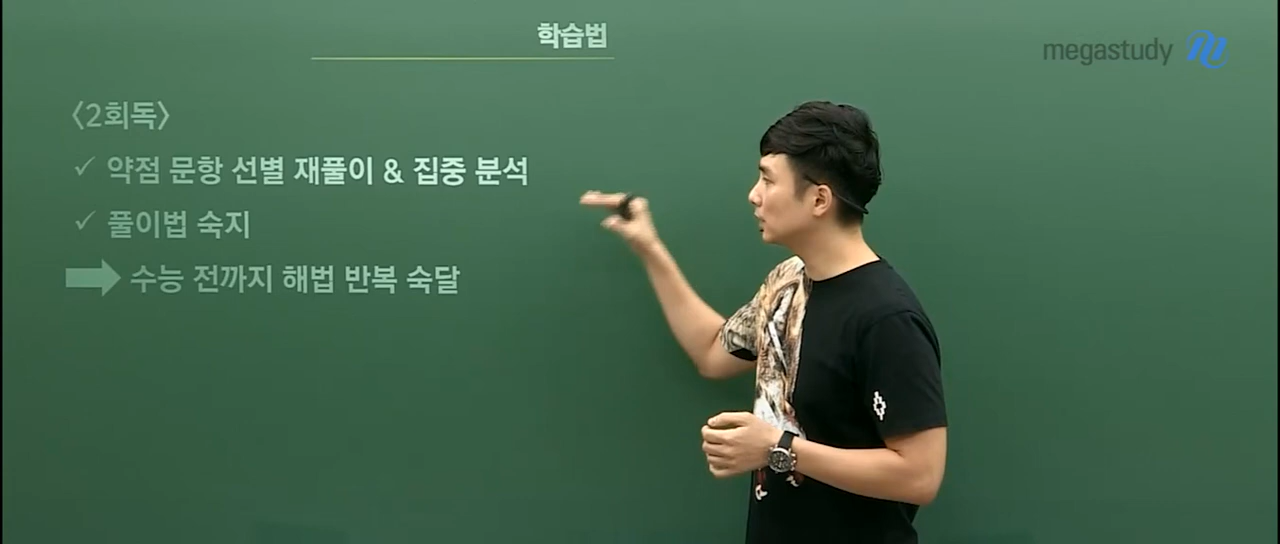 학습법
megastudy
<2회독>
✓ 약점 문항 선별 재풀이 & 집중 분석
✓ 풀이법 숙지
➡ 수능 전까지 해법 반복 숙달